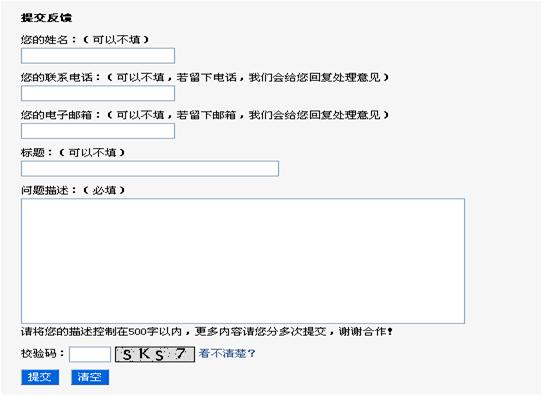 提交反馈
您的姓名：（可以不填）
您的联系电话：（可以不填，若留下电话，我们会给您回复处理意见）
您的电子邮箱：（可以不填，若留下邮箱，我们会给您回复处理意见）
标题：（可以不填）
问题描述：（必填）
请将您的描述控制在500字以内，更多内容请您分多次提交，谢谢合作！
校验码： sKs7 看不清楚？
提交 清空